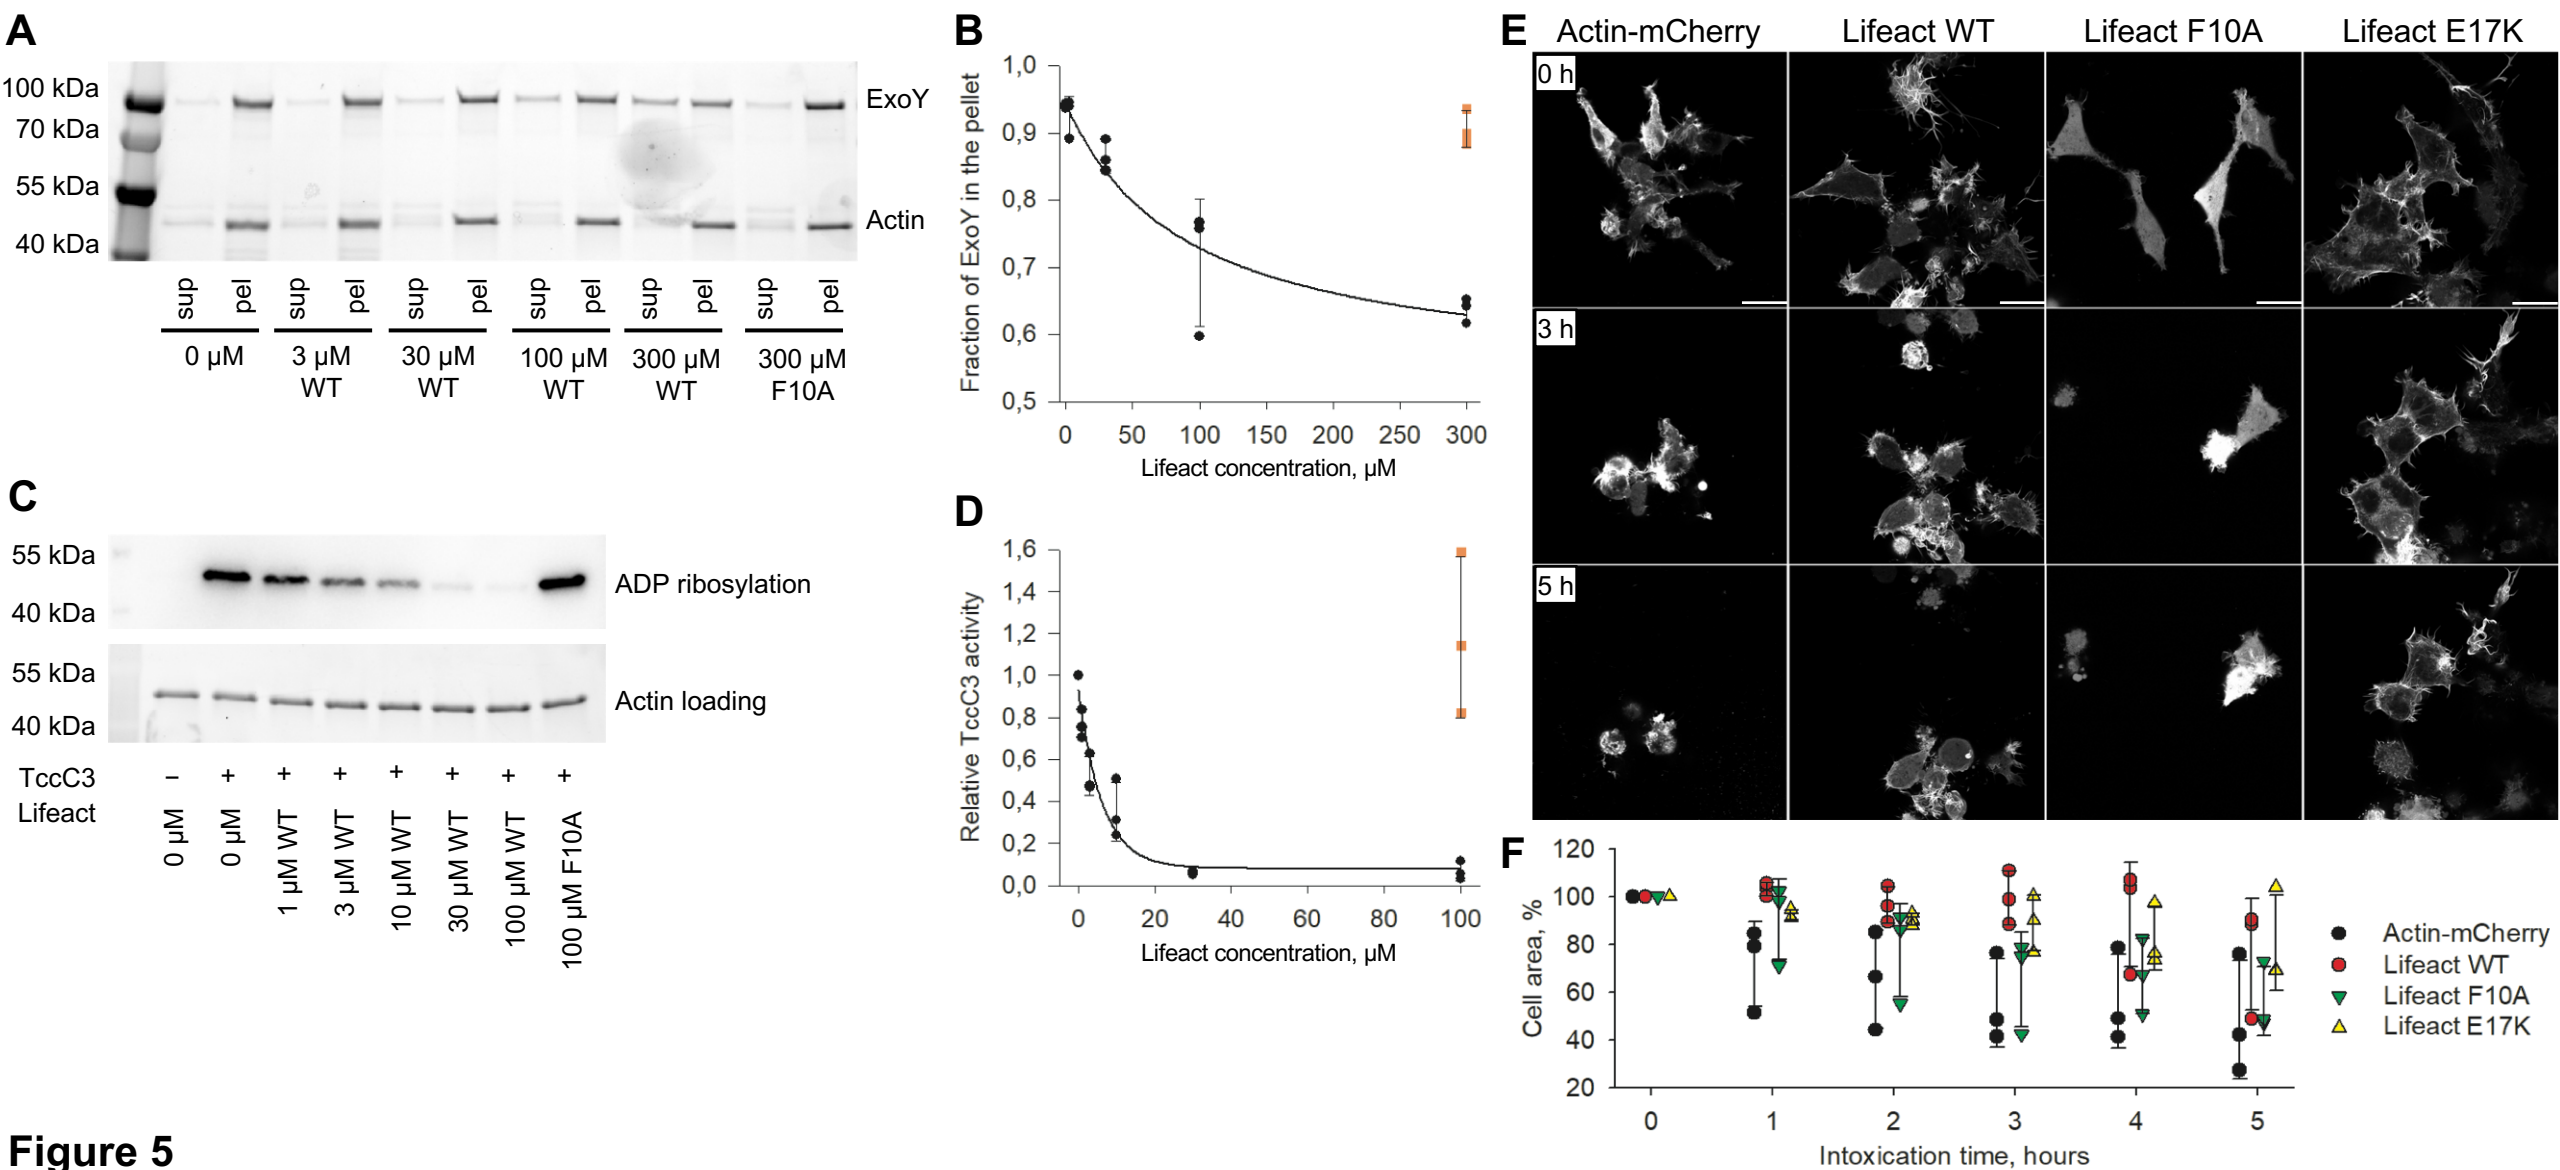 A
100 kDa
70 kDa
55 kDa
40 kDa
ExoY
Actin
sup pel sup pel sup pel sup pel sup pel sup pel
0 µM 3 µM 30 µM 100 µM 300 µM 300 µM
WT WT WT WT F10A
B
Fraction of ExoY in the pellet
1,0
0,9
0,8
0,7
0,6
0,5
0 50 100 150 200 250 300
Lifeact concentration, µM
C
55 kDa
40 kDa
ADP ribosylation
55 kDa
40 kDa
Actin loading
TccC3 – + + + + + + +
Lifeact
0 µM
0 µM
1 µM WT
3 µM WT
10 µM WT
30 µM WT
100 µM WT
100 µM F10A
D
Relative TccC3 activity
1,6
1,4
1,2
1,0
0,8
0,6
0,4
0,2
0,0
0 20 40 60 80 100
Lifeact concentration, µM
E
Actin-mCherry Lifeact WT Lifeact F10A Lifeact E17K
0 h
3 h
5 h
F
Cell area, %
120
100
80
60
40
20
0 1 2 3 4 5
Intoxication time, hours
Actin-mCherry
Lifeact WT
Lifeact F10A
Lifeact E17K
Figure 5